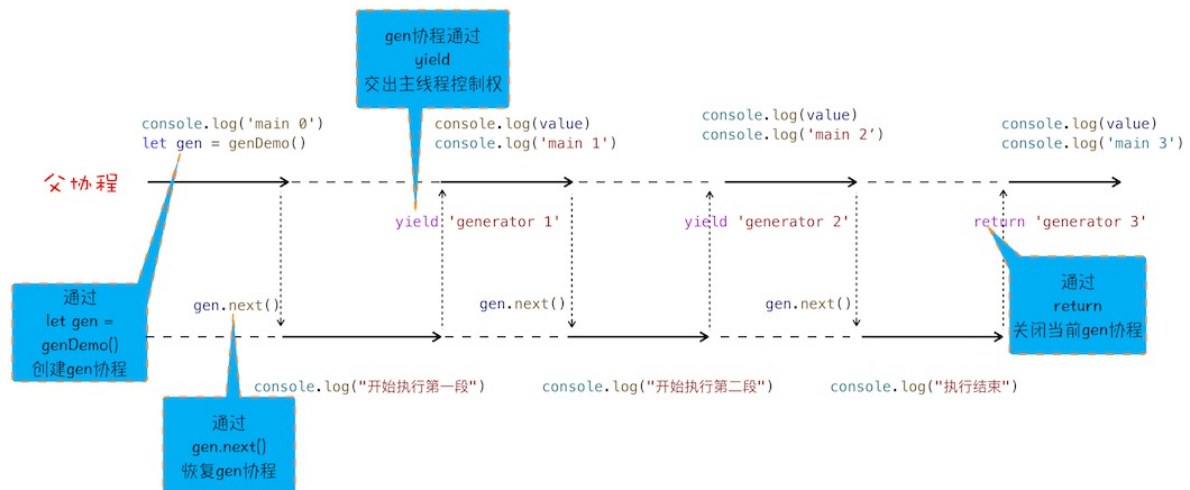 gen协程通过
yield
交出主线程控制权
console.log('main 0')
let gen = genDemo()
console.log(value)
console.log('main 1')
console.log(value)
console.log('main 2’)
console.log(value)
console.log('main 3')
父协程
yield 'generator 1'
yield 'generator 2'
return 'generator 3'
通过
let gen =
genDemo()
创建gen协程
gen.next()
gen.next()
gen.next()
通过
return
关闭当前gen协程
console.log("开始执行第一段")
console.log("开始执行第二段")
console.log("执行结束")
通过
gen.next()
恢复gen协程